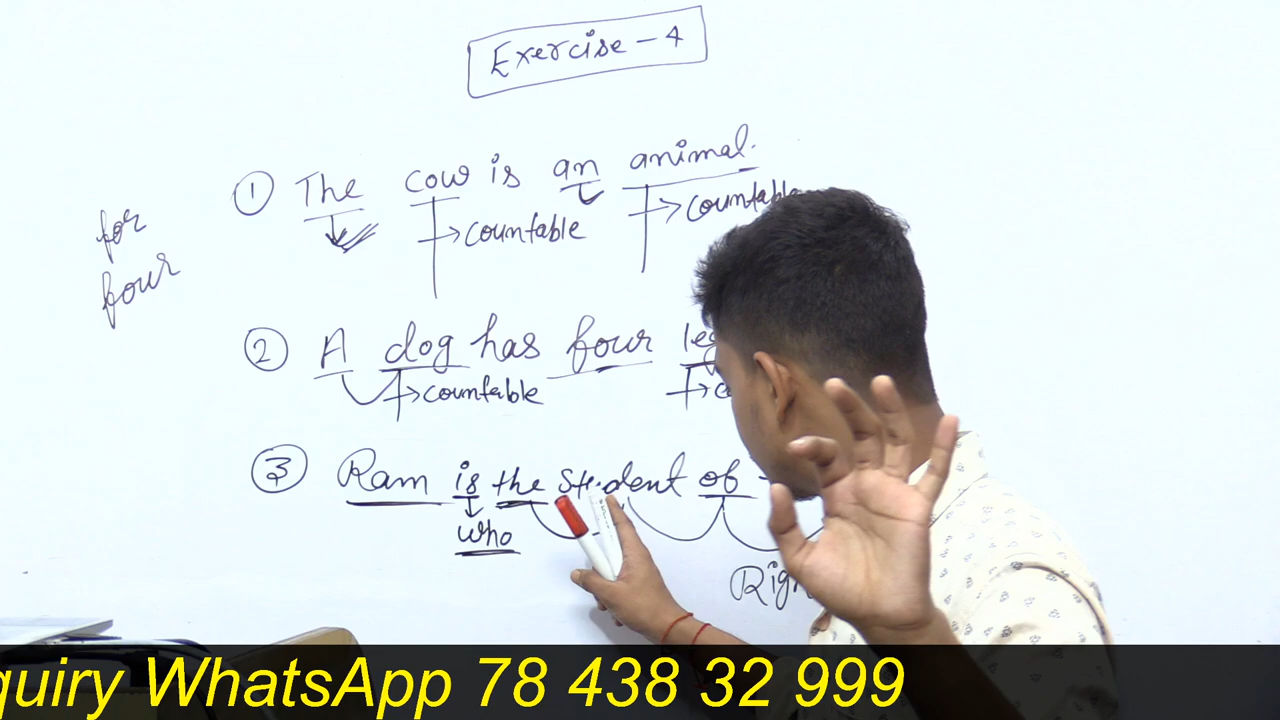 Exercise - 4
① The cow is an animal.
countable countable
for
four
② A dog has four leg
countable
③ Ram is the student of
who
Righ
quiry WhatsApp 78 438 32 999